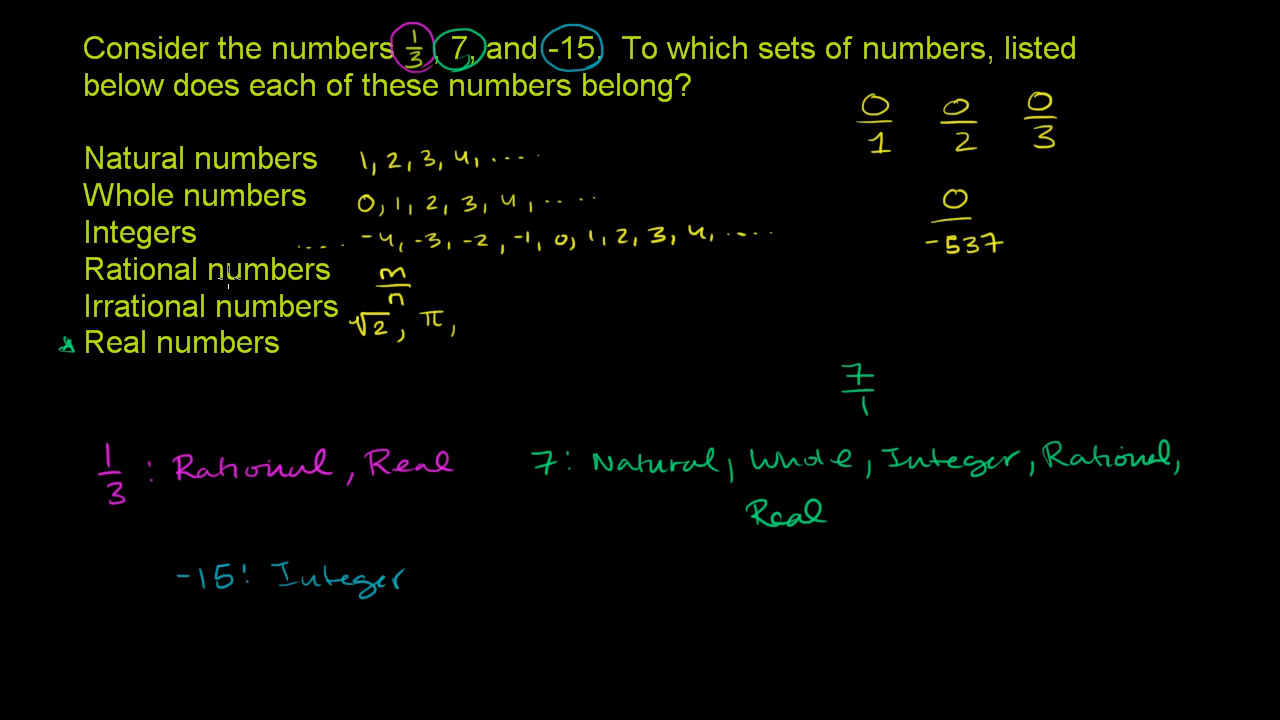 Consider the numbers 1/3, 7, and -15. To which sets of numbers, listed
below does each of these numbers belong?
0/1 0/2 0/3
Natural numbers 1, 2, 3, 4, ....
Whole numbers 0, 1, 2, 3, 4, ....
0/-537
Integers .... -4, -3, -2, -1, 0, 1, 2, 3, 4, ....
Rational numbers m/n
Irrational numbers √2, π,
Real numbers
7/1
1/3 : Rational, Real
7: Natural, Whole, Integer, Rational,
Real
-15: Integer